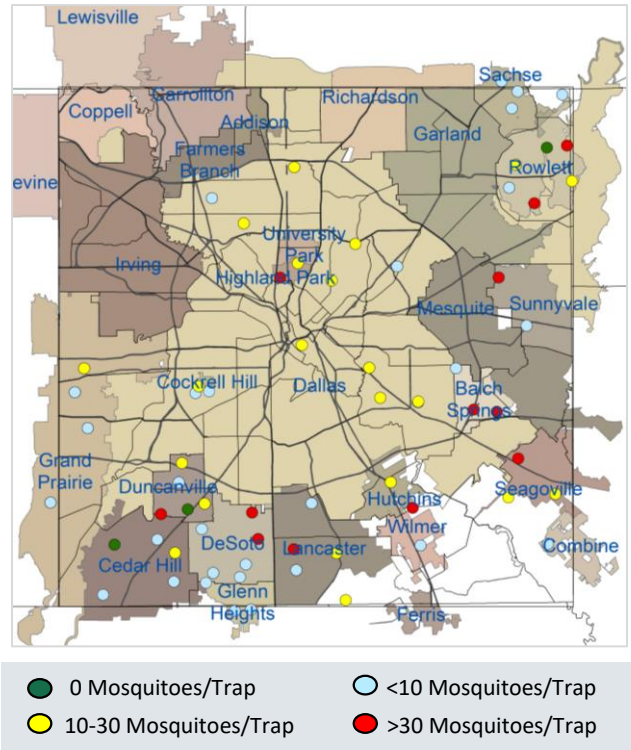 Lewisville
Sachse
Coppell
Carrollton
Richardson
Addison
Garland
Farmers
Branch
Rowlett
evine
University
Park
Irving
Highland Park
Mesquite
Sunnyvale
Cockrell Hill
Dallas
Balch
Springs
Grand
Prairie
Duncanville
Hutchins
Seagoville
Wilmer
DeSoto
Lancaster
Combine
Cedar Hill
Glenn
Heights
Ferris
0 Mosquitoes/Trap
<10 Mosquitoes/Trap
10-30 Mosquitoes/Trap
>30 Mosquitoes/Trap